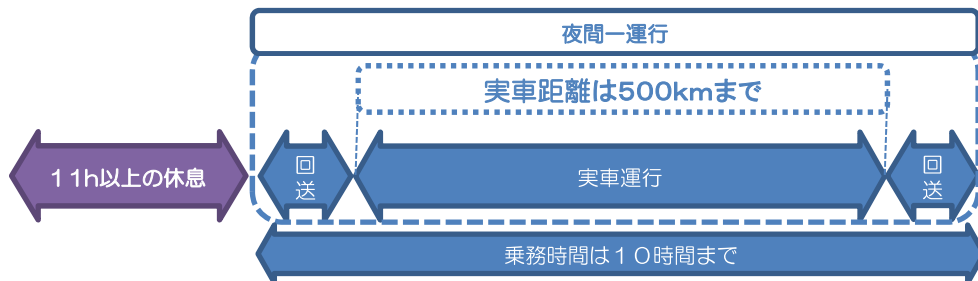 夜間一運行
実車距離は500kmまで
11h以上の休息
回送
実車運行
回送
乗務時間は10時間まで